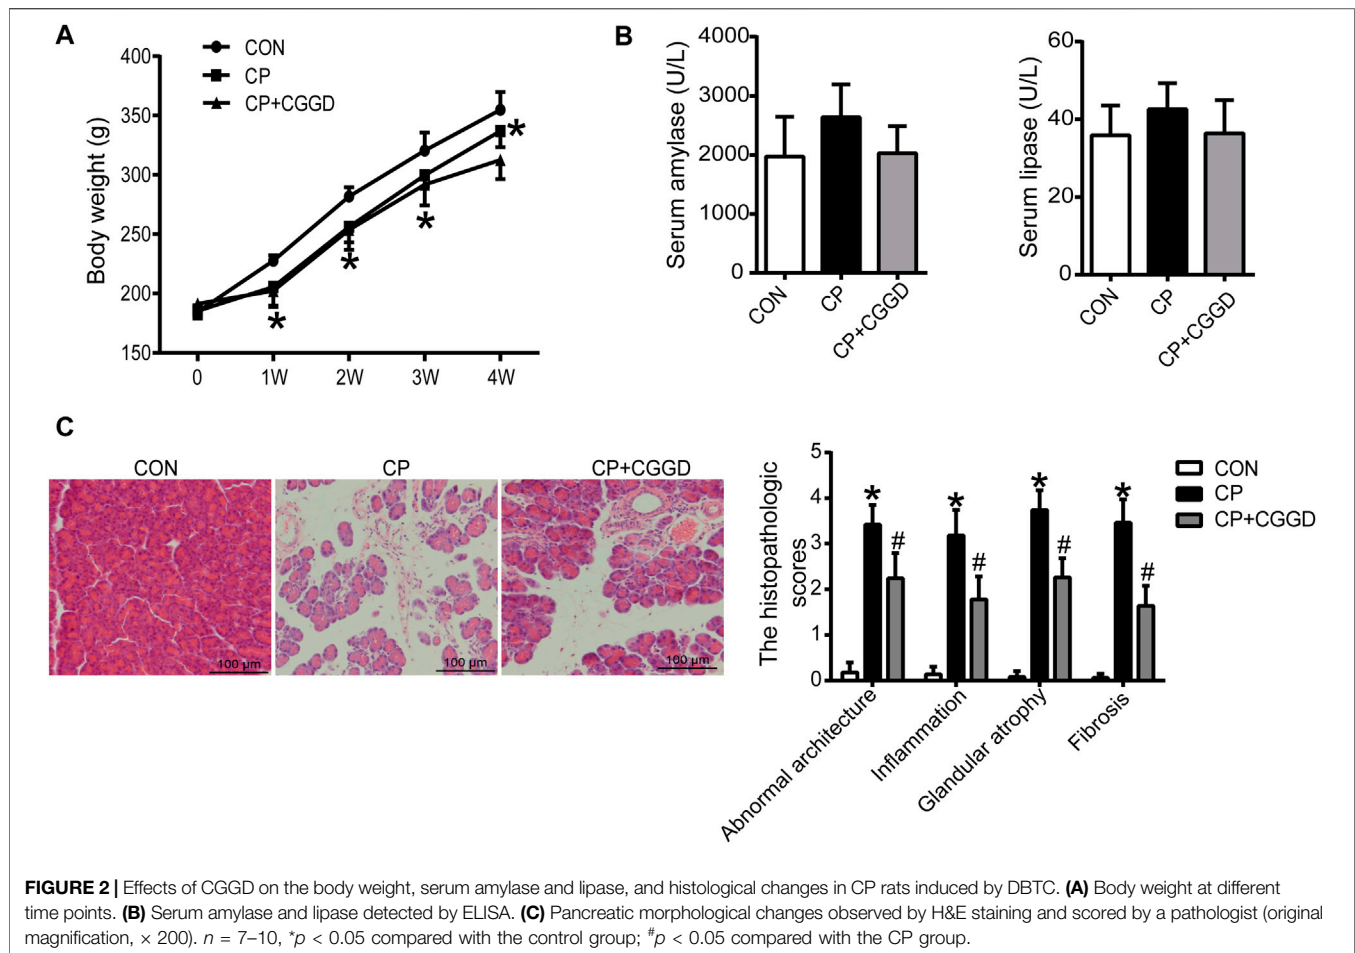 A
CON
CP
CP+CGGD
Body weight (g)
400
350
300
250
200
150
0 1W 2W 3W 4W
*
*
*
*
B
Serum amylase (U/L)
4000
3000
2000
1000
0
CON CP CP+CGGD
Serum lipase (U/L)
60
40
20
0
CON CP CP+CGGD
C
CON CP CP+CGGD
100 µm 100 µm 100 µm
The histopathologic
scores
5
4
3
2
1
0
* # * # * # * #
Abnormal architecture Inflammation Glandular atrophy Fibrosis
CON
CP
CP+CGGD
FIGURE 2 | Effects of CGGD on the body weight, serum amylase and lipase, and histological changes in CP rats induced by DBTC. (A) Body weight at different
time points. (B) Serum amylase and lipase detected by ELISA. (C) Pancreatic morphological changes observed by H&E staining and scored by a pathologist (original
magnification, × 200). n = 7–10, *p < 0.05 compared with the control group; #p < 0.05 compared with the CP group.